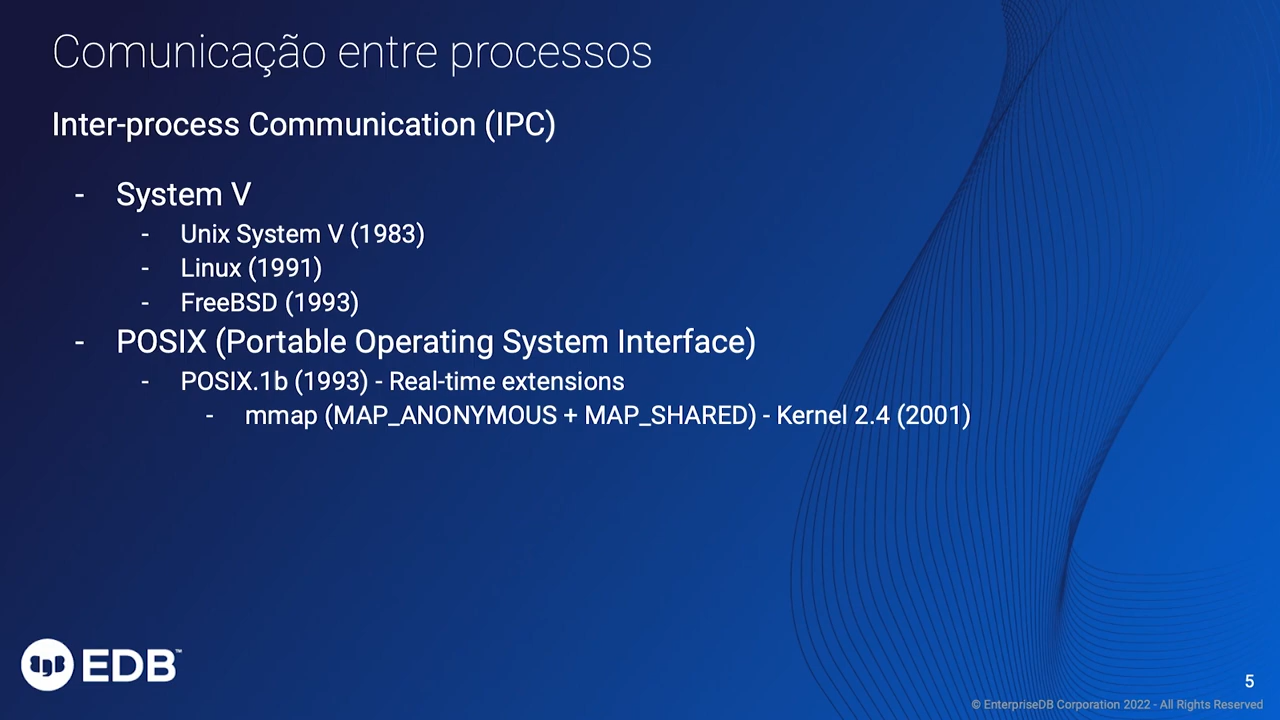 Comunicação entre processos
Inter-process Communication (IPC)
- System V
- Unix System V (1983)
- Linux (1991)
- FreeBSD (1993)
- POSIX (Portable Operating System Interface)
- POSIX.1b (1993) - Real-time extensions
- mmap (MAP_ANONYMOUS + MAP_SHARED) - Kernel 2.4 (2001)
EDB™
5
© EnterpriseDB Corporation 2022 - All Rights Reserved